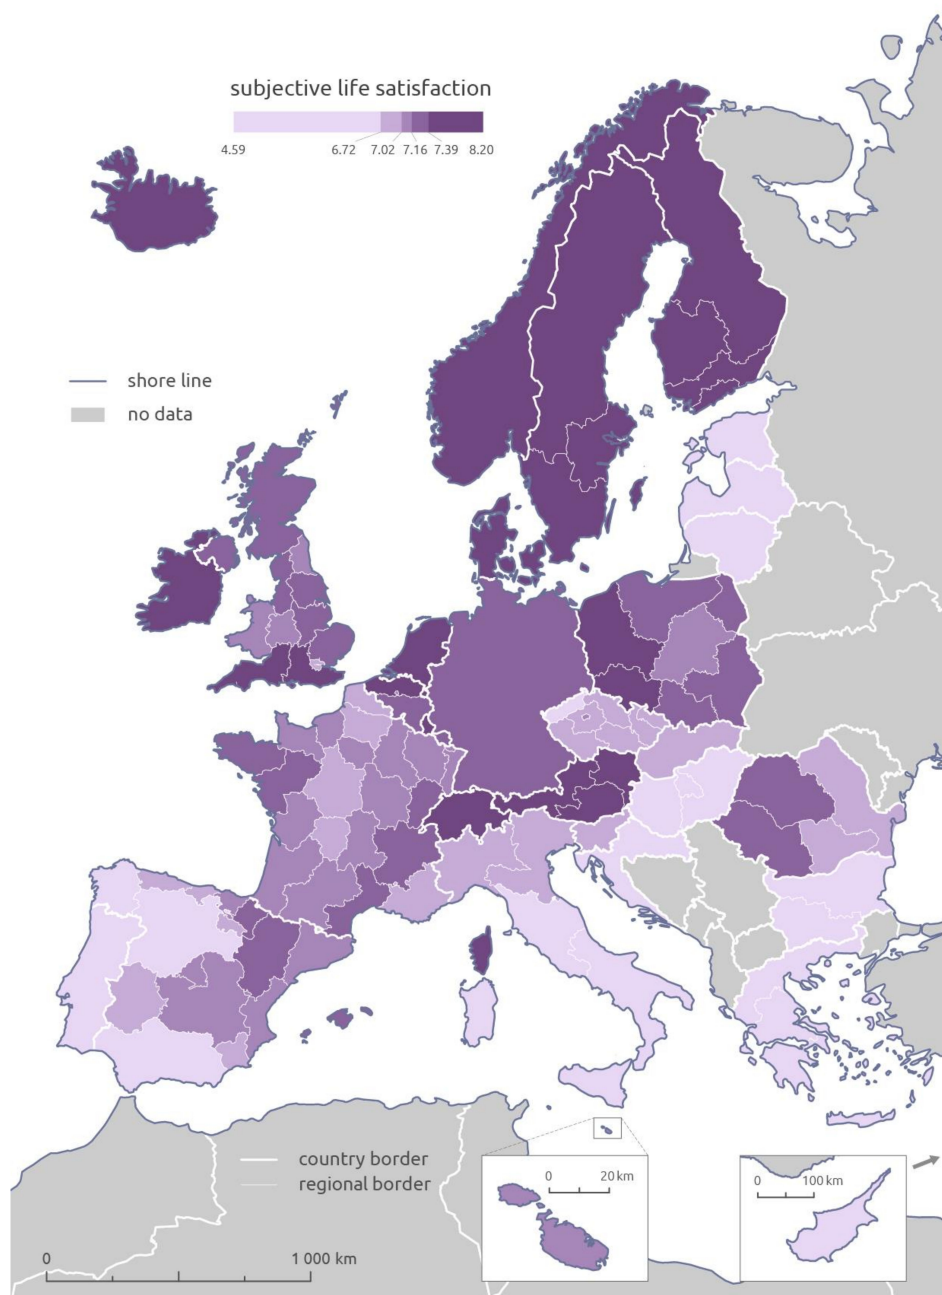 subjective life satisfaction
4.59 6.72 7.02 7.16 7.39 8.20
shore line
no data
country border
regional border
0 20 km
0 100 km
0 1 000 km